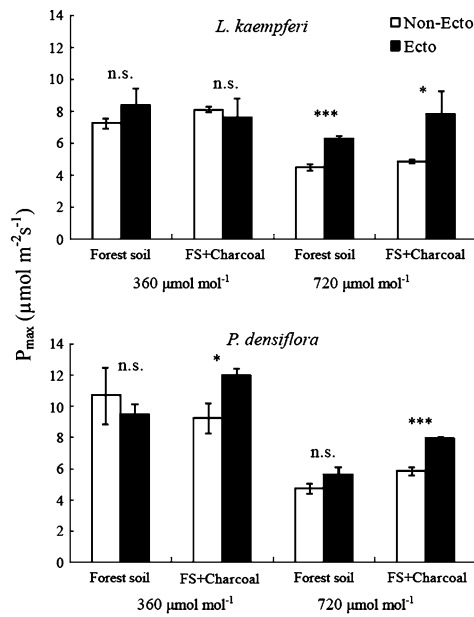 L. kaempferi
Non-Ecto
Ecto
14
12
10
8
6
4
2
0
n.s.
n.s.
***
*
Forest soil FS+Charcoal Forest soil FS+Charcoal
360 μmol mol-1 720 μmol mol-1
Pmax (μmol m-2s-1)
P. densiflora
14
12
10
8
6
4
2
0
n.s.
*
n.s.
***
Forest soil FS+Charcoal Forest soil FS+Charcoal
360 μmol mol-1 720 μmol mol-1